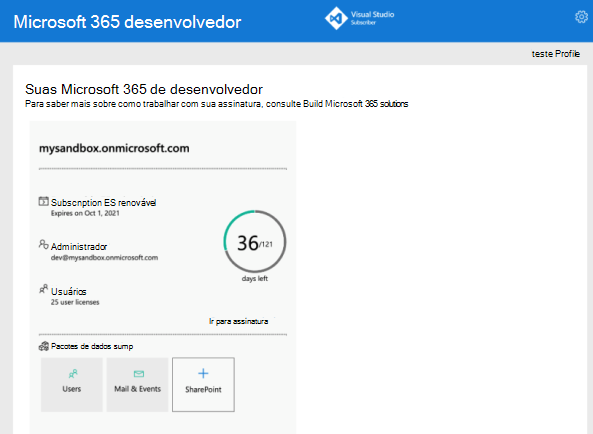 Microsoft 365 desenvolvedor
Visual Studio
Subscriber
teste Profile
Suas Microsoft 365 de desenvolvedor
Para saber mais sobre como trabalhar com sua assinatura, consulte Build Microsoft 365 solutions
mysandbox.onmicrosoft.com
Subscnption ES renovável
Expires on Oct 1, 2021
36/121
days left
Administrador
dev@mysandbox.onmicrosoft.com
Usuários
25 user licenses
Ir para assinatura
Pacotes de dados sump
Users
Mail & Events
SharePoint